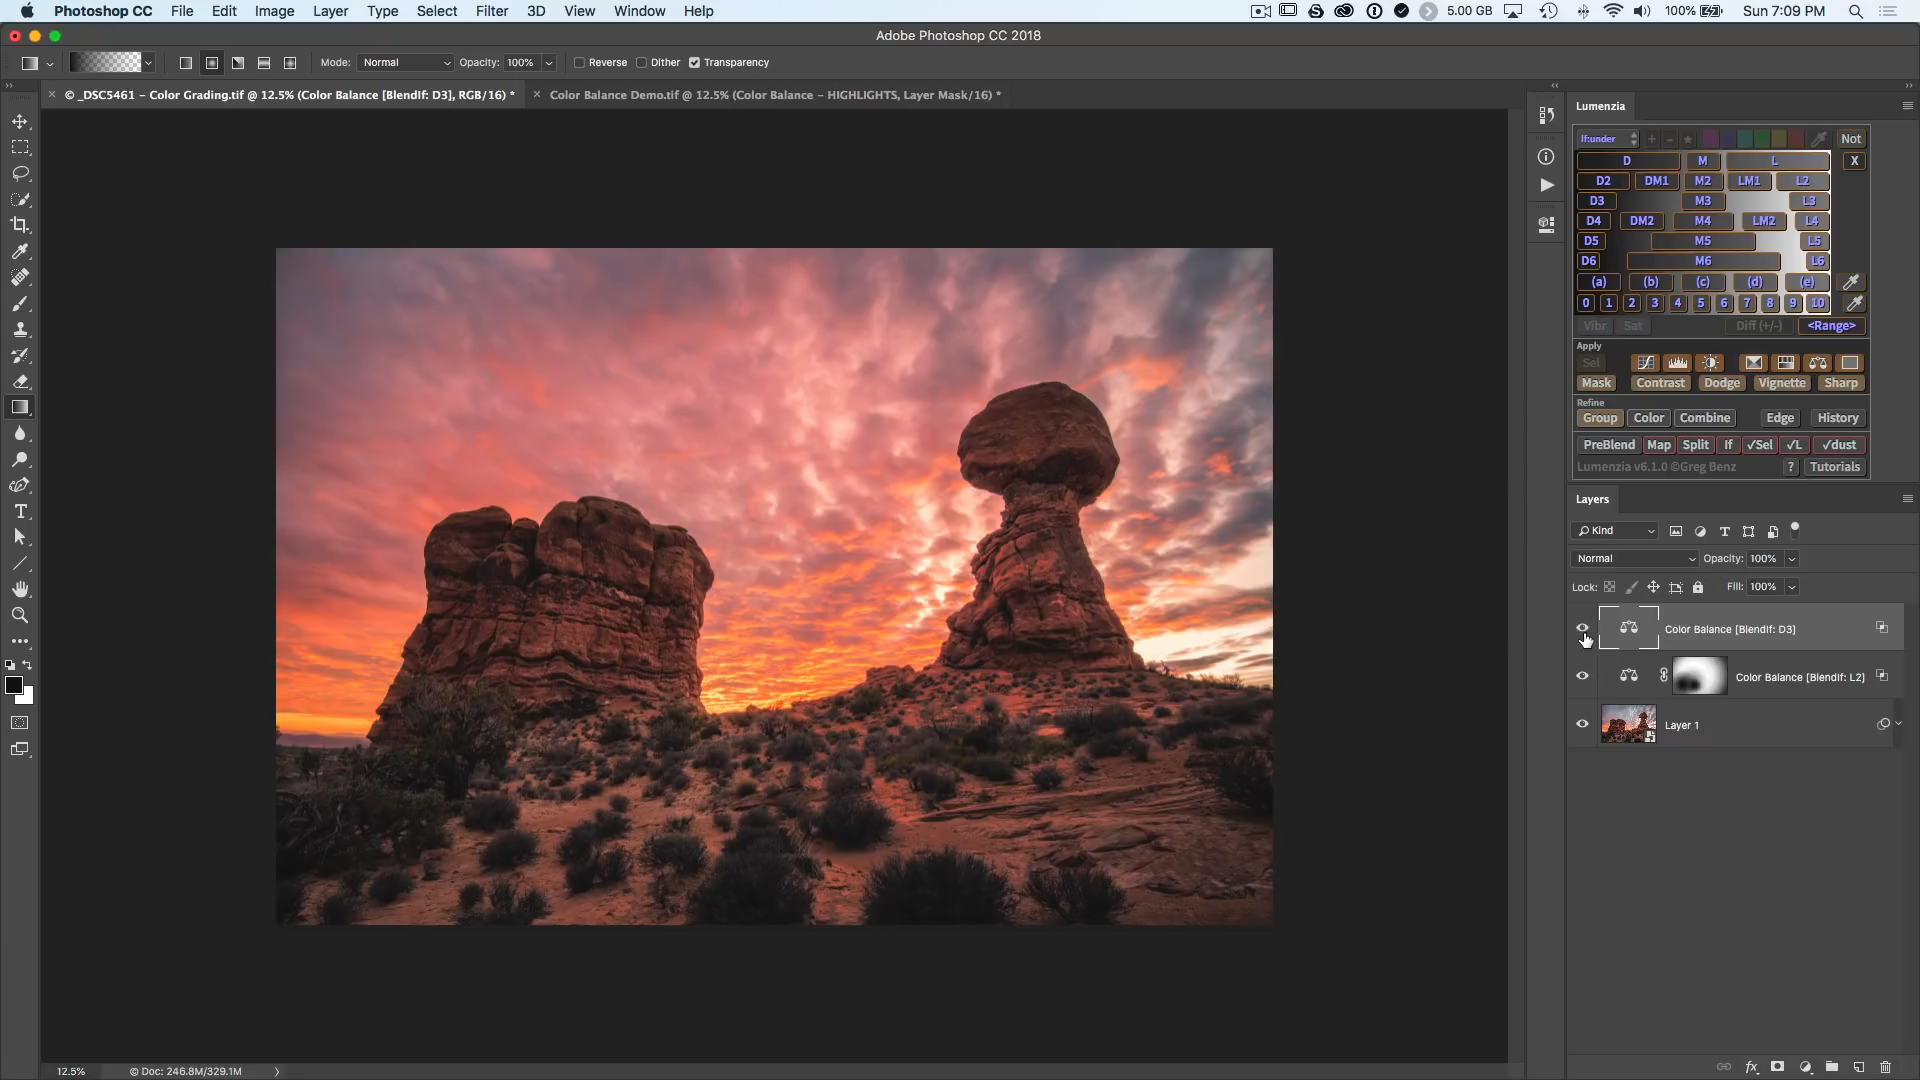 Photoshop CC File Edit Image Layer Type Select Filter 3D View Window Help 5.00 GB 100% Sun 7:09 PM
Adobe Photoshop CC 2018
Mode: Normal Opacity: 100% Reverse Dither Transparency
© _DSC5461 – Color Grading.tif @ 12.5% (Color Balance [BlendIf: D3], RGB/16) * Color Balance Demo.tif @ 12.5% (Color Balance – HIGHLIGHTS, Layer Mask/16) *
Lumenzia
If:under Not
D M L X
D2 DM1 M2 LM1 L2
D3 M3 L3
D4 DM2 M4 LM2 L4
D5 M5 L5
D6 M6 L6
(a) (b) (c) (d) (e)
0 1 2 3 4 5 6 7 8 9 10
Vibr Sat Diff (+/-) <Range>
Apply
Sel
Mask Contrast Dodge Vignette Sharp
Refine
Group Color Combine Edge History
PreBlend Map Split If √Sel √L √dust
Lumenzia v6.1.0 ©Greg Benz ? Tutorials
Layers
Kind
Normal Opacity: 100%
Lock: Fill: 100%
Color Balance [BlendIf: D3]
Color Balance [BlendIf: L2]
Layer 1
12.5% © Doc: 246.8M/329.1M